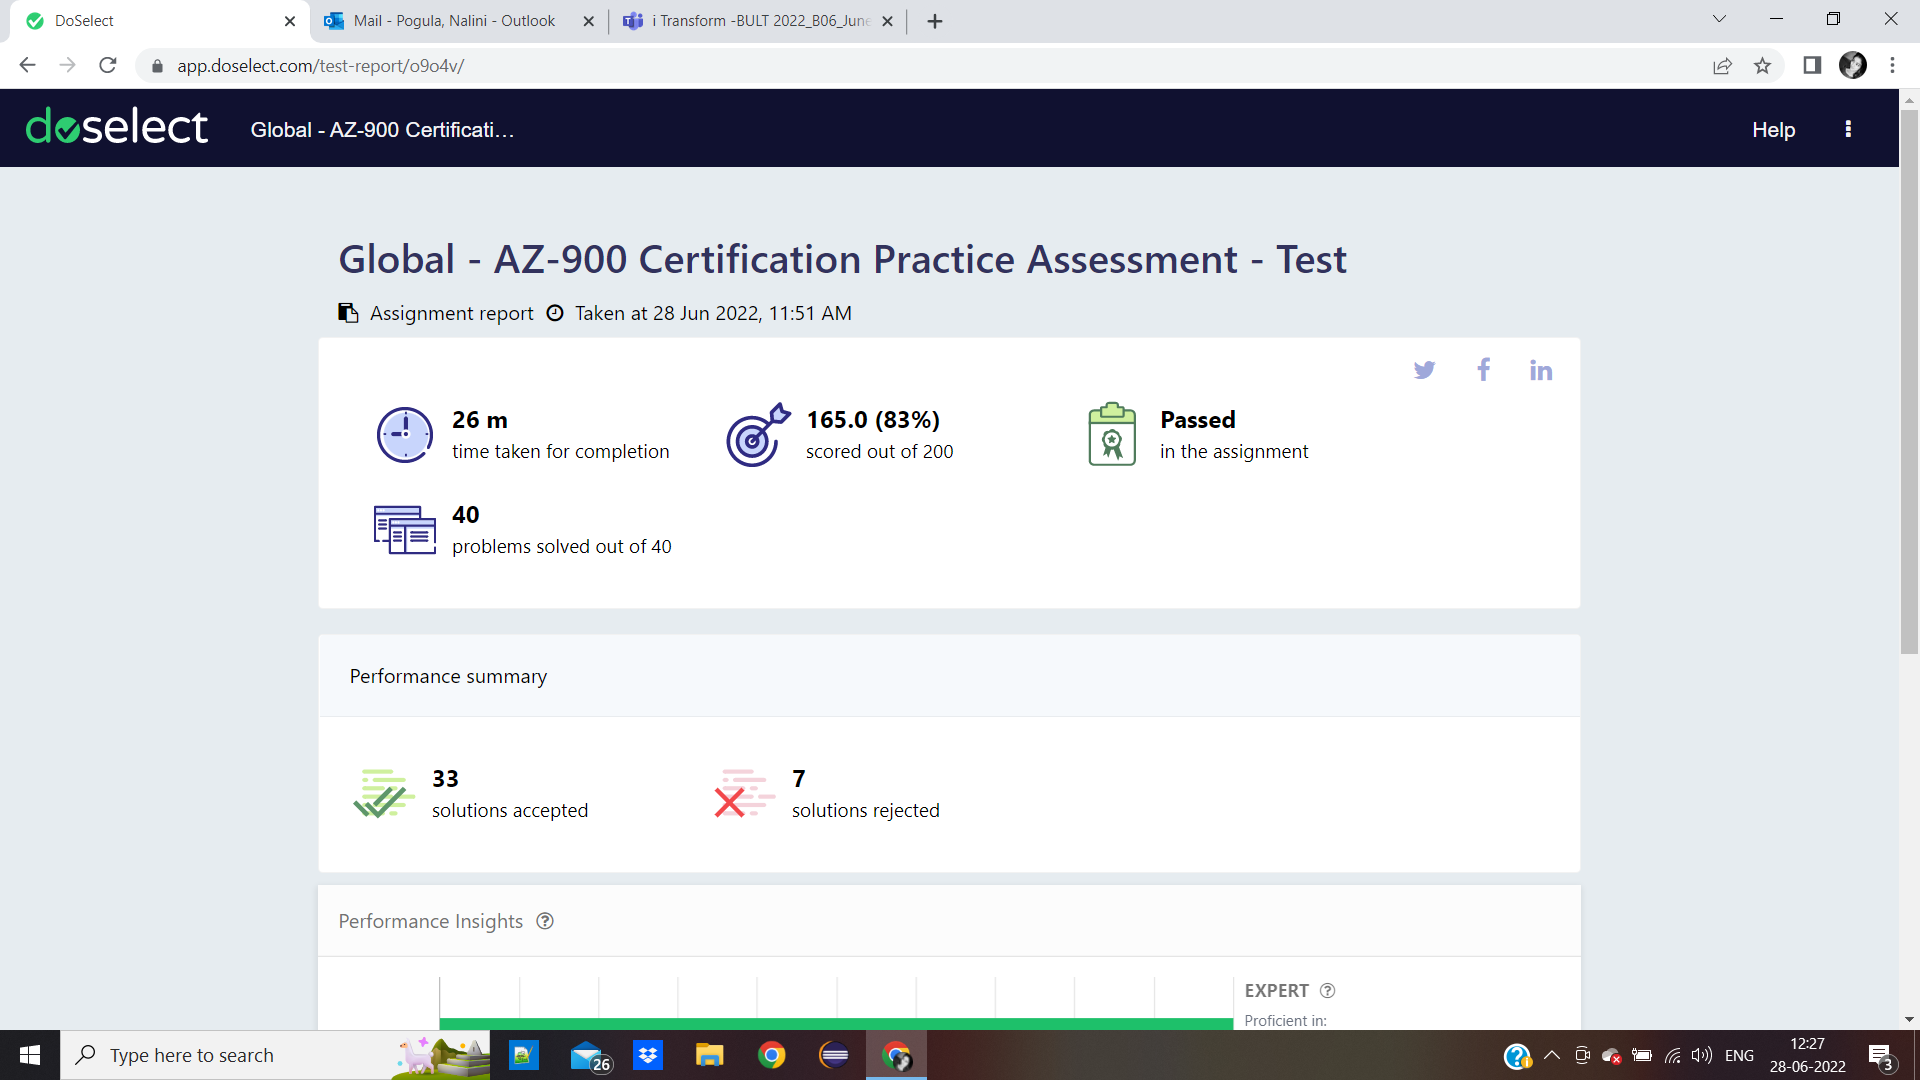 DoSelect
Mail - Pogula, Nalini - Outlook
i Transform -BULT 2022_B06_June
app.doselect.com/test-report/o9o4v/
doselect
Global - AZ-900 Certificati...
Help
Global - AZ-900 Certification Practice Assessment - Test
Assignment report
Taken at 28 Jun 2022, 11:51 AM
26 m
time taken for completion
165.0 (83%)
scored out of 200
Passed
in the assignment
40
problems solved out of 40
Performance summary
33
solutions accepted
7
solutions rejected
Performance Insights
EXPERT
Proficient in:
Type here to search
26
ENG
12:27
28-06-2022
3